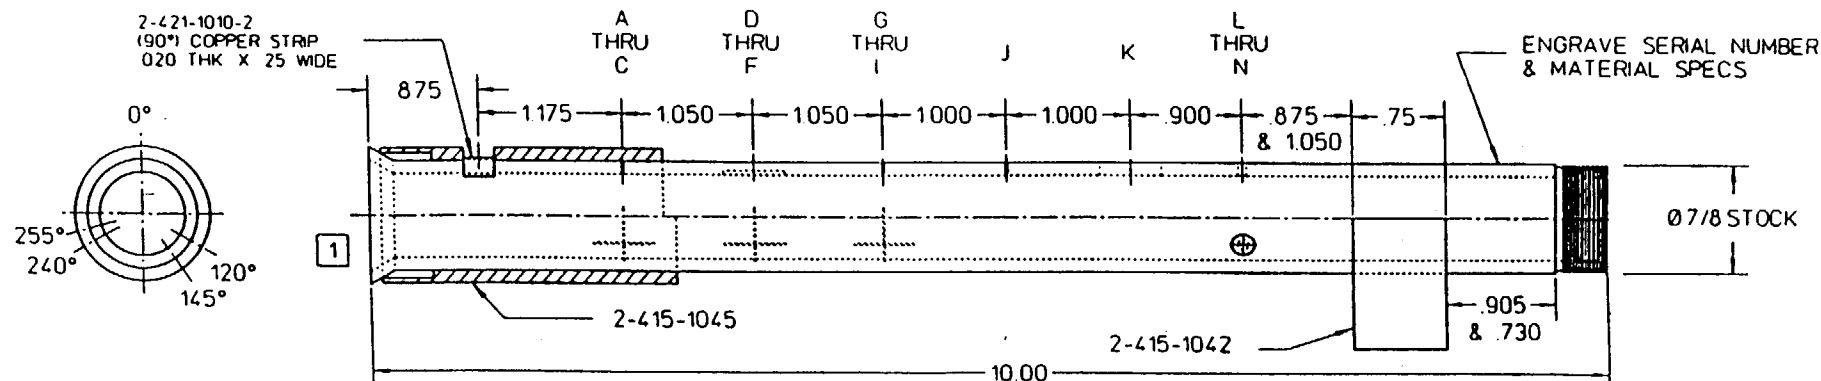 2-421-1010-2
(90°) COPPER STRIP
020 THK X 25 WIDE
A
THRU
C
D
THRU
F
G
THRU
I
J
K
L
THRU
N
ENGRAVE SERIAL NUMBER
& MATERIAL SPECS
875
1.175
1.050
1.050
1.000
1.000
.900
.875
& 1.050
.75
0°
255°
240°
120°
145°
1
Ø 7/8 STOCK
2-415-1045
2-415-1042
.905
& .730
10.00